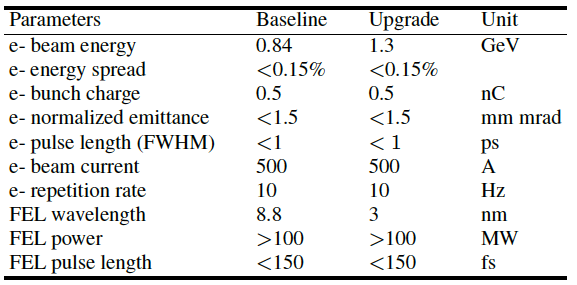 Parameters Baseline Upgrade Unit
e- beam energy 0.84 1.3 GeV
e- energy spread <0.15% <0.15%
e- bunch charge 0.5 0.5 nC
e- normalized emittance <1.5 <1.5 mm mrad
e- pulse length (FWHM) <1 < 1 ps
e- beam current 500 500 A
e- repetition rate 10 10 Hz
FEL wavelength 8.8 3 nm
FEL power >100 >100 MW
FEL pulse length <150 <150 fs